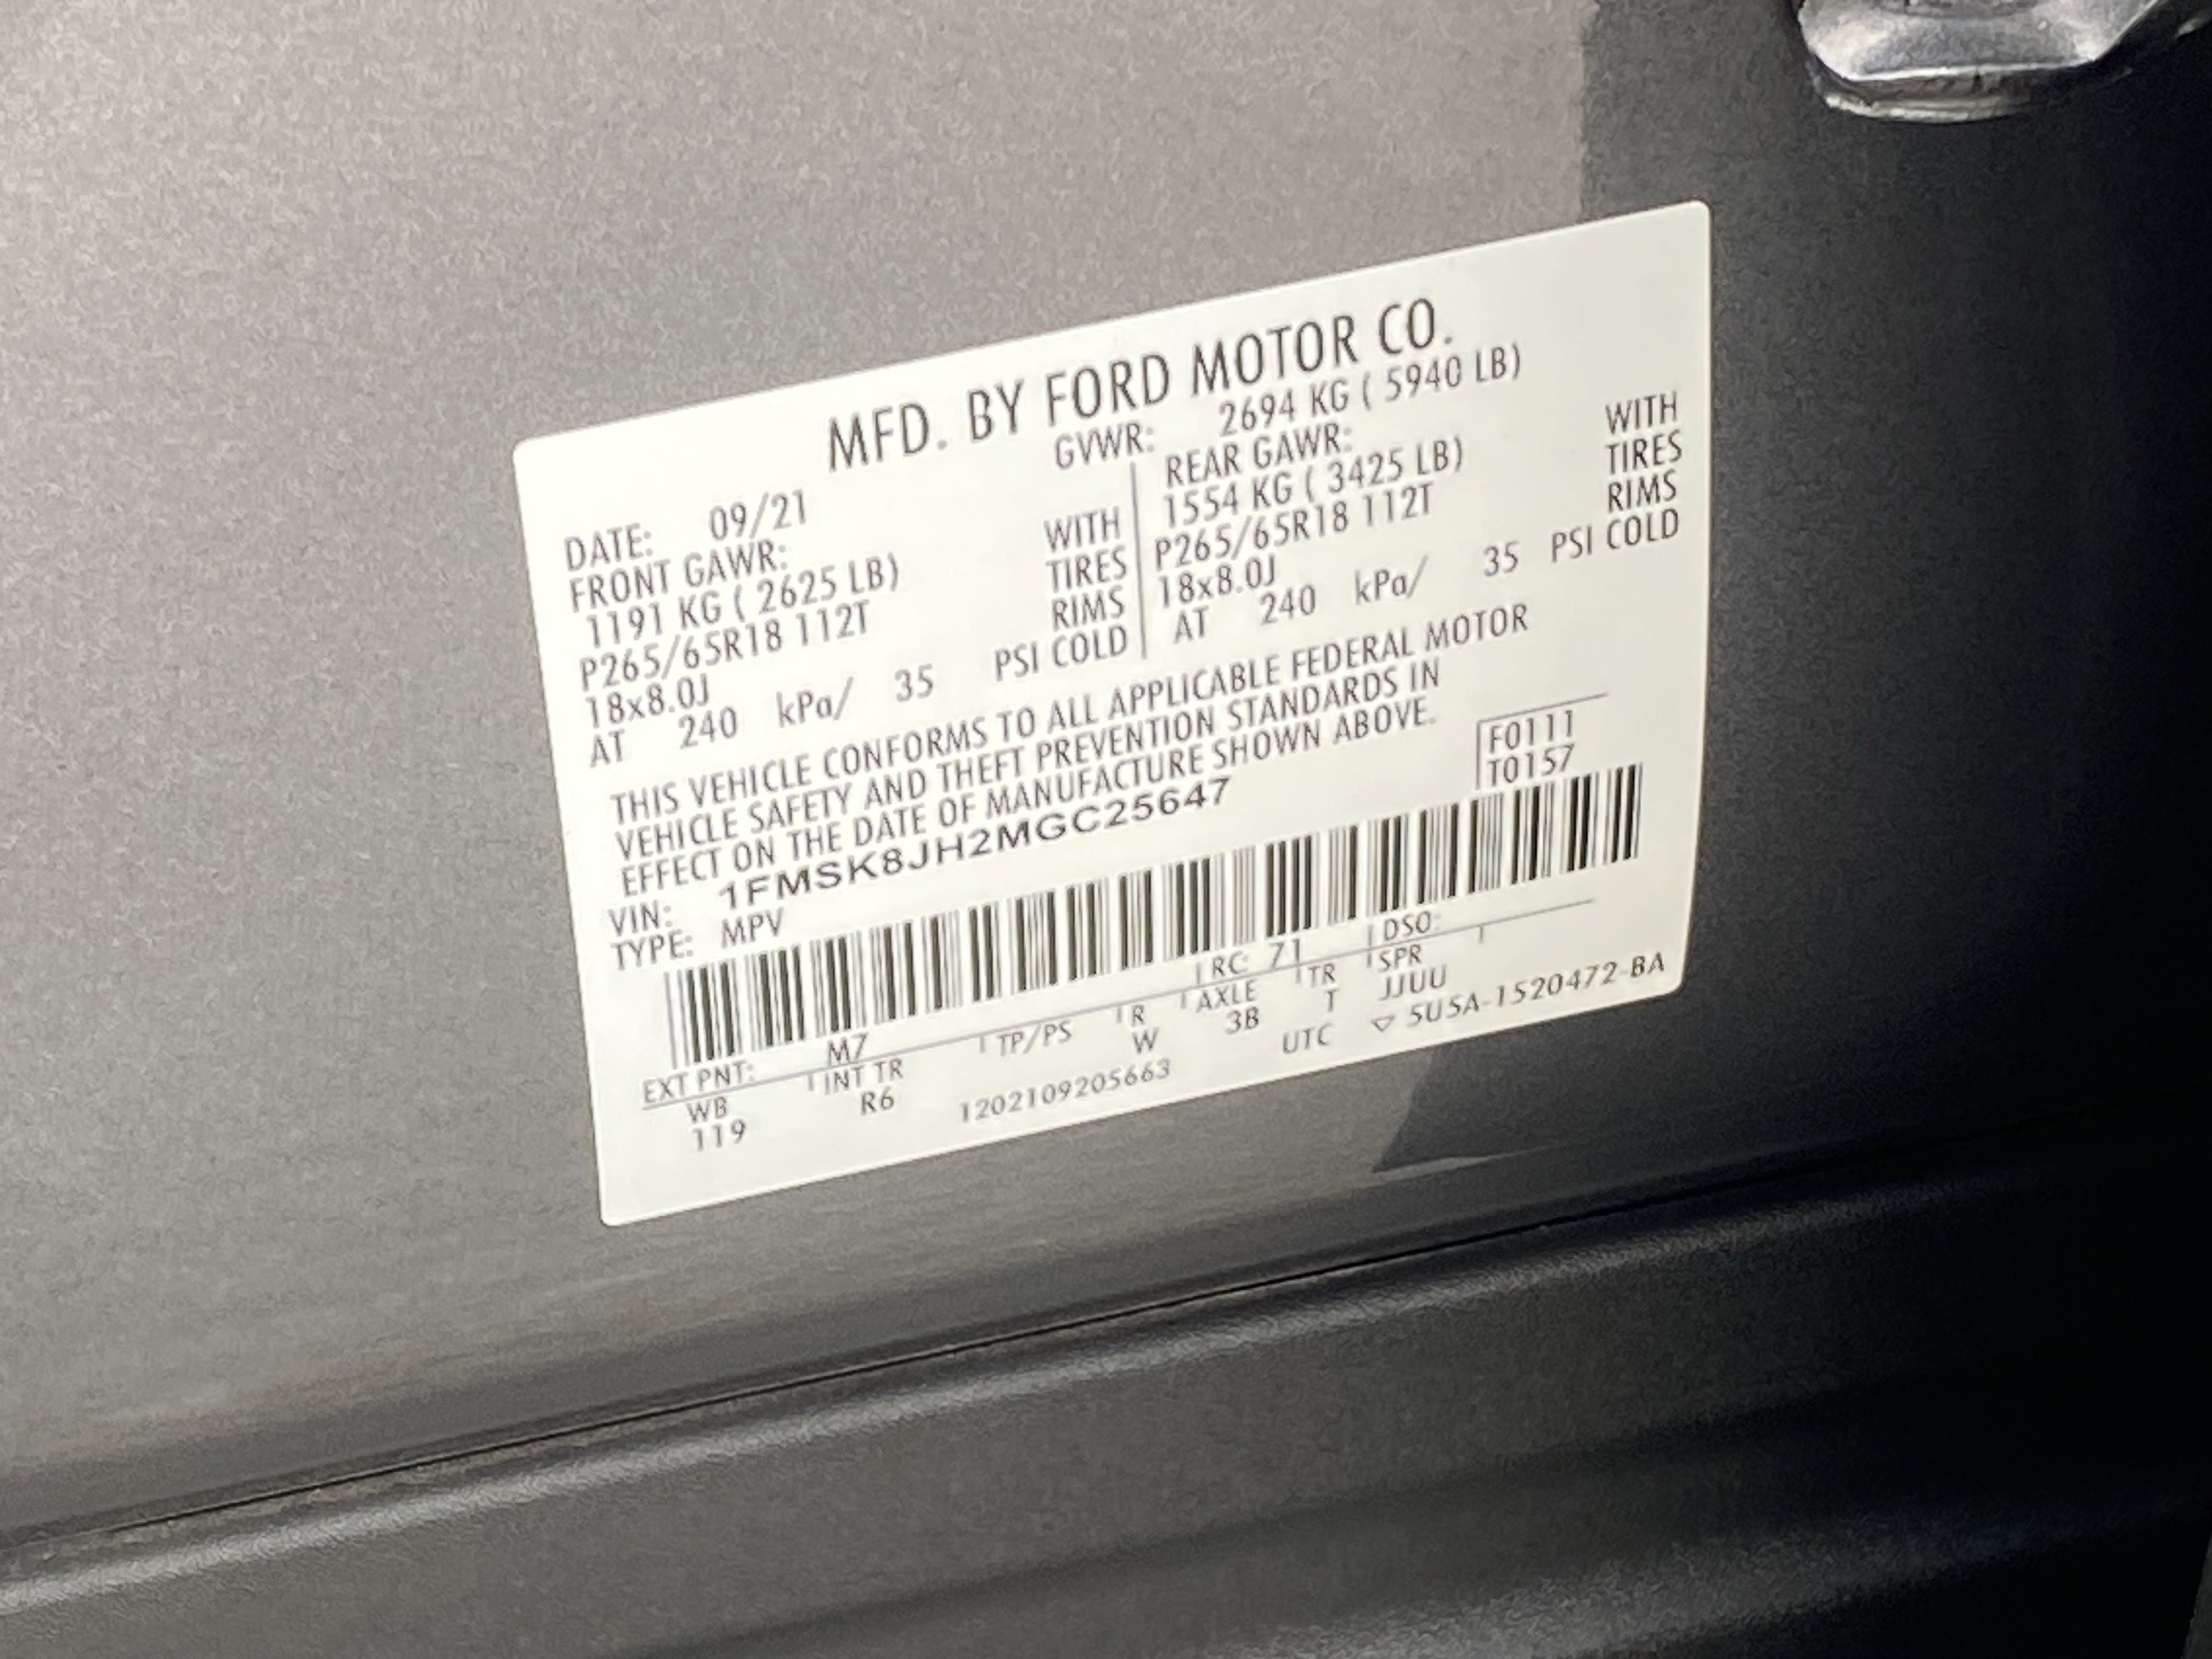 MFD. BY FORD MOTOR CO.
DATE: 09/21 GVWR: 2694 KG ( 5940 LB)
FRONT GAWR: REAR GAWR:
1191 KG ( 2625 LB) WITH 1554 KG ( 3425 LB) WITH
P265/65R18 112T TIRES P265/65R18 112T TIRES
18x8.0J RIMS 18x8.0J RIMS
AT 240 kPa/ 35 PSI COLD AT 240 kPa/ 35 PSI COLD
THIS VEHICLE CONFORMS TO ALL APPLICABLE FEDERAL MOTOR
VEHICLE SAFETY AND THEFT PREVENTION STANDARDS IN
EFFECT ON THE DATE OF MANUFACTURE SHOWN ABOVE.
F0111
T0157
VIN: 1FMSK8JH2MGC25647
TYPE: MPV
EXT PNT: M7 RC: 71 DSO:
WB INT TR TP/PS R AXLE TR SPR
119 R6 W 3B T JJUU
1202109205663 UTC ▽ 5U5A-1520472-BA